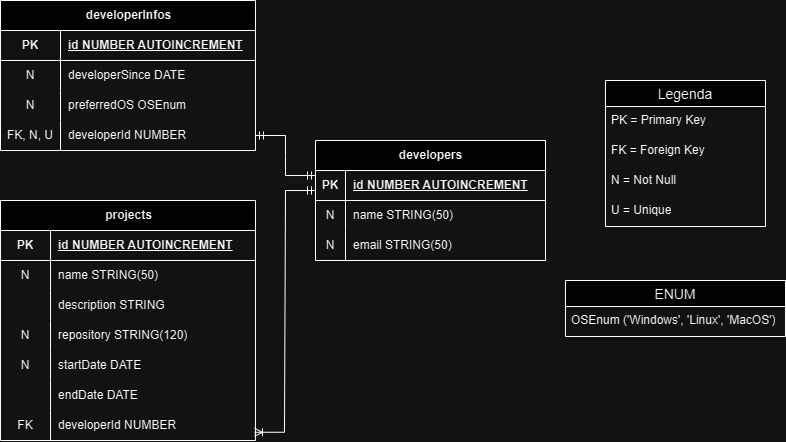 developerInfos
PK id NUMBER AUTOINCREMENT
N developerSince DATE
N preferredOS OSEnum
FK, N, U developerId NUMBER
developers
PK id NUMBER AUTOINCREMENT
N name STRING(50)
N email STRING(50)
projects
PK id NUMBER AUTOINCREMENT
N name STRING(50)
description STRING
N repository STRING(120)
N startDate DATE
endDate DATE
FK developerId NUMBER
Legenda
PK = Primary Key
FK = Foreign Key
N = Not Null
U = Unique
ENUM
OSEnum ('Windows', 'Linux', 'MacOS')